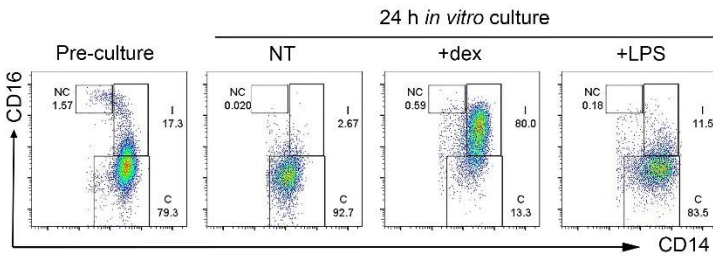 24 h in vitro culture
Pre-culture NT +dex +LPS
CD16
NC
1.57
I
17.3
C
79.3
NC
0.020
I
2.67
C
92.7
NC
0.59
I
80.0
C
13.3
NC
0.18
I
11.5
C
83.5
CD14